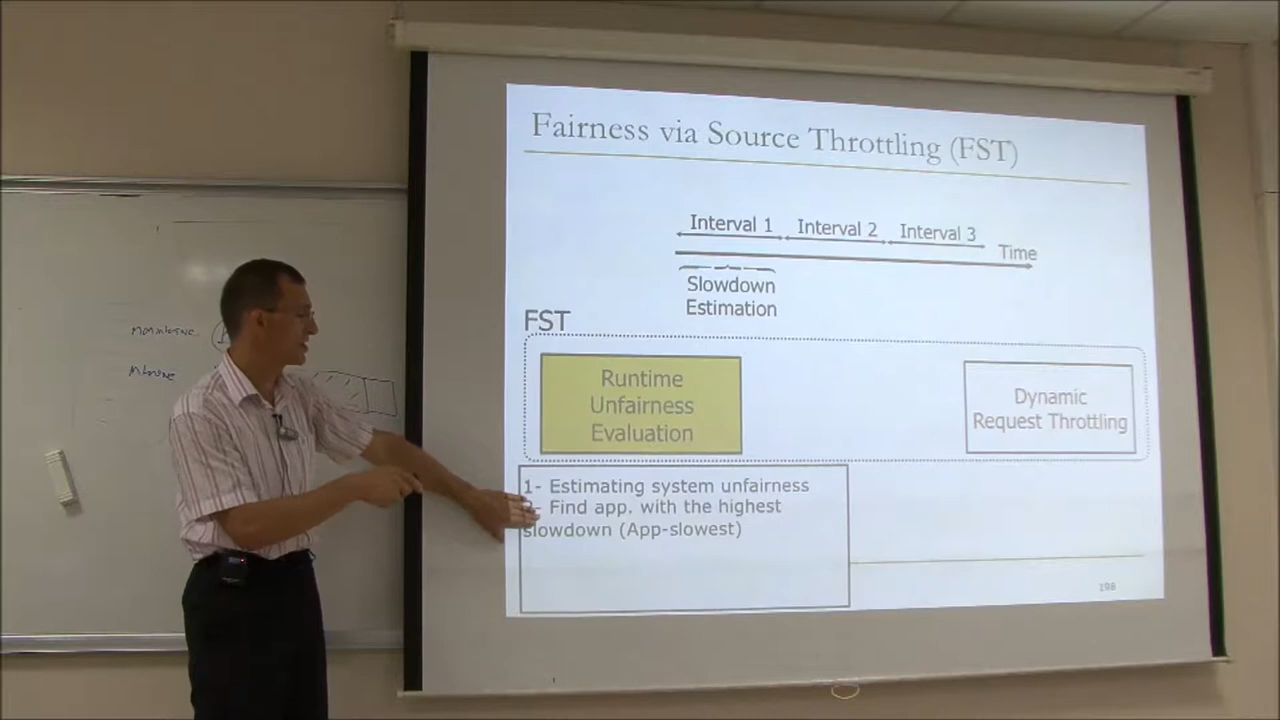 Fairness via Source Throttling (FST)
Interval 1 Interval 2 Interval 3
Time
Slowdown
Estimation
FST
Runtime
Unfairness
Evaluation
Dynamic
Request Throttling
1- Estimating system unfairness
- Find app. with the highest
slowdown (App-slowest)
198